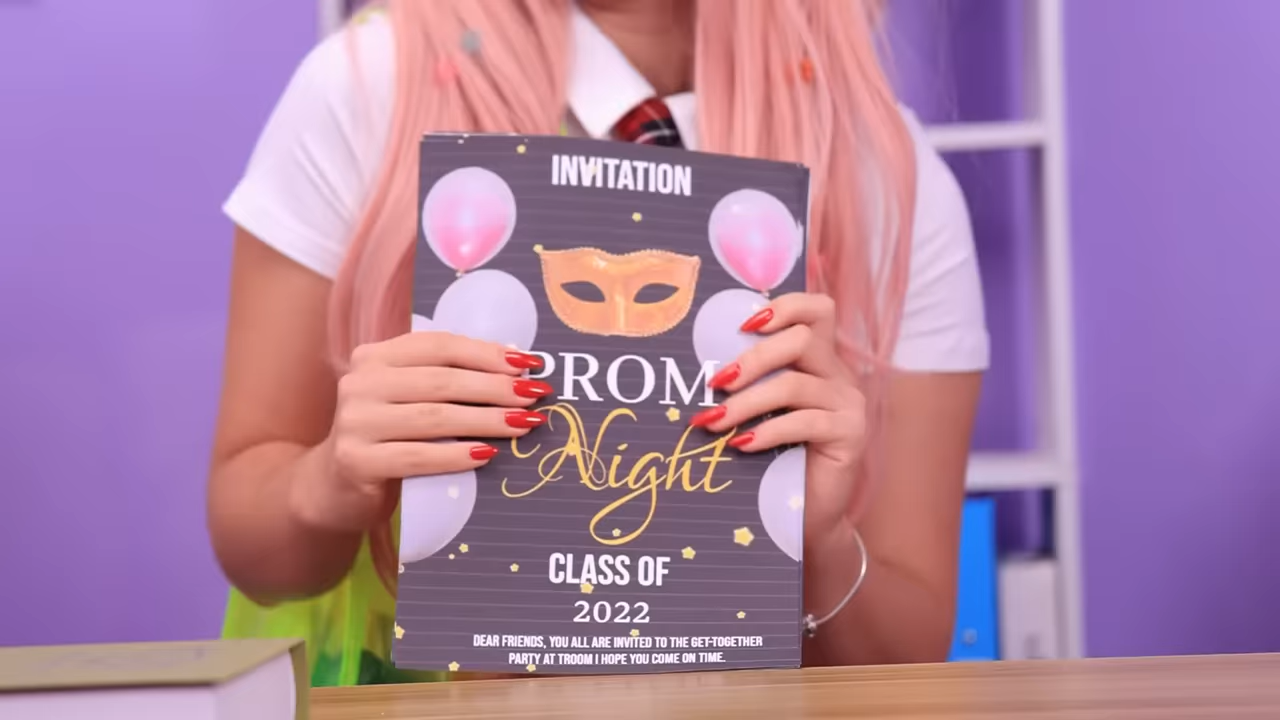 INVITATION
PROM
Night
CLASS OF
2022
DEAR FRIENDS, YOU ALL ARE INVITED TO THE GET-TOGETHER
PARTY AT TROOM I HOPE YOU COME ON TIME.